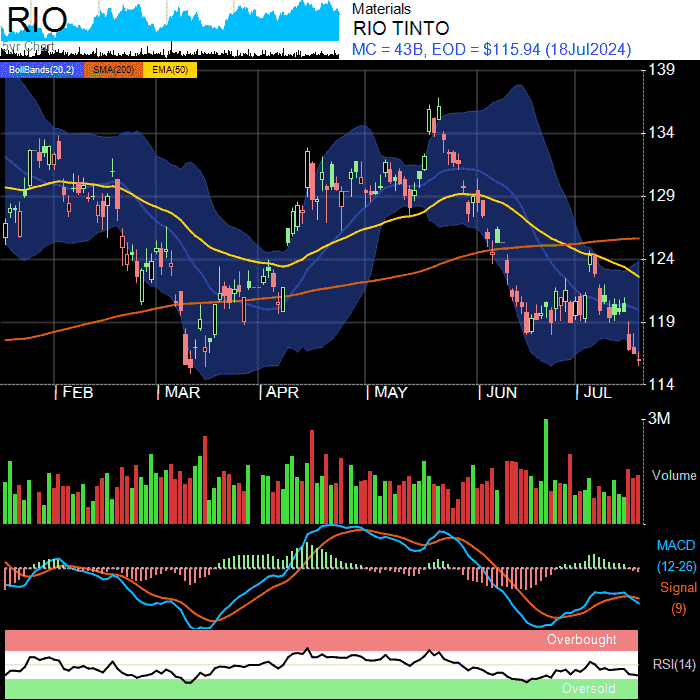 RIO
5yr Chart
Materials
RIO TINTO
MC = 43B, EOD = $115.94 (18Jul2024)
BollBands(20,2) SMA(200) EMA(50)
139
134
129
124
119
114
| FEB | MAR | APR | MAY | JUN | JUL
3M
Volume
MACD
(12-26)
Signal
(9)
Overbought
RSI(14)
Oversold